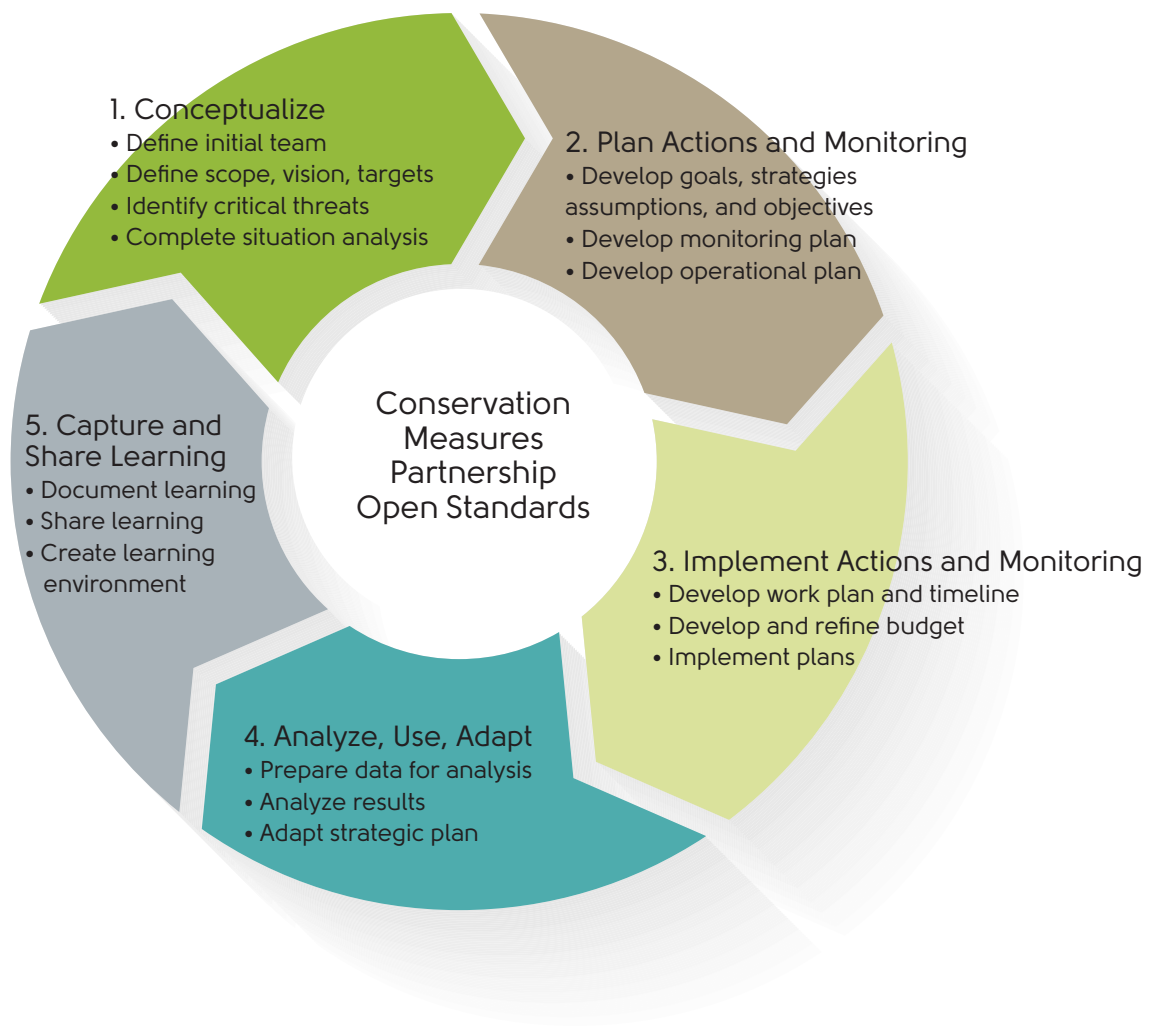 1. Conceptualize
• Define initial team
• Define scope, vision, targets
• Identify critical threats
• Complete situation analysis
2. Plan Actions and Monitoring
• Develop goals, strategies
assumptions, and objectives
• Develop monitoring plan
• Develop operational plan
3. Implement Actions and Monitoring
• Develop work plan and timeline
• Develop and refine budget
• Implement plans
4. Analyze, Use, Adapt
• Prepare data for analysis
• Analyze results
• Adapt strategic plan
5. Capture and
Share Learning
• Document learning
• Share learning
• Create learning
environment
Conservation
Measures
Partnership
Open Standards